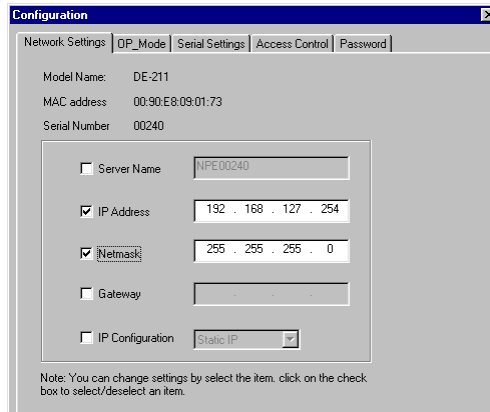 Configuration
Network Settings OP_Mode Serial Settings Access Control Password
Model Name: DE-211
MAC address 00:90:E8:09:01:73
Serial Number 00240
Server Name NPE00240
IP Address 192 . 168 . 127 . 254
Netmask 255 . 255 . 255 . 0
Gateway . . .
IP Configuration Static IP
Note: You can change settings by select the item. click on the check
box to select/deselect an item.